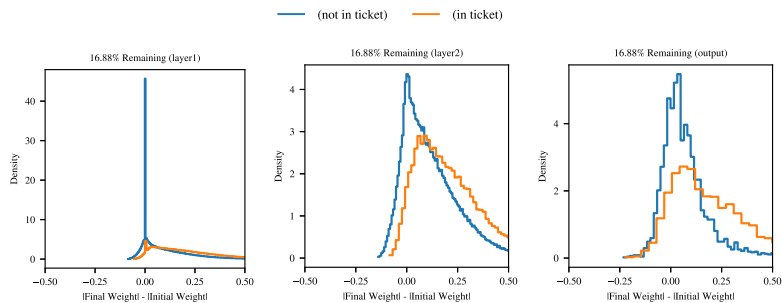 (not in ticket) (in ticket)
16.88% Remaining (layer1)
Density
0
10
20
30
40
−0.50 −0.25 0.00 0.25 0.50
|Final Weight| - |Initial Weight|
16.88% Remaining (layer2)
Density
0
1
2
3
4
−0.50 −0.25 0.00 0.25 0.50
|Final Weight| - |Initial Weight|
16.88% Remaining (output)
Density
0
2
4
−0.50 −0.25 0.00 0.25 0.50
|Final Weight| - |Initial Weight|